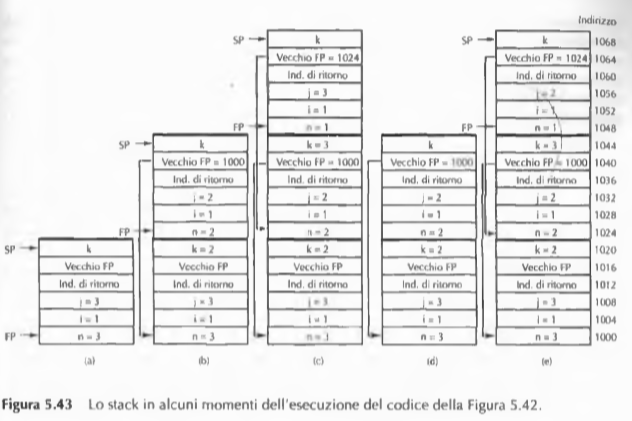 SP
k
Vecchio FP
Ind. di ritorno
j = 3
i = 1
FP
n = 3
(a)
SP
k
Vecchio FP = 1000
Ind. di ritorno
j = 2
i = 1
FP
n = 2
k = 2
Vecchio FP
Ind. di ritorno
j = 3
i = 1
n = 3
(b)
SP
k
Vecchio FP = 1024
Ind. di ritorno
j = 3
i = 1
FP
n = 1
k = 3
Vecchio FP = 1000
Ind. di ritorno
j = 2
i = 1
n = 2
k = 2
Vecchio FP
Ind. di ritorno
j = 3
i = 1
n = 3
(c)
k
Vecchio FP = 1000
Ind. di ritorno
j = 2
i = 1
n = 2
k = 2
Vecchio FP
Ind. di ritorno
j = 3
i = 1
n = 3
(d)
Indirizzo
SP
k 1068
Vecchio FP = 1024 1064
Ind. di ritorno 1060
j = 2 1056
i = 1 1052
FP
n = 1 1048
k = 3 1044
Vecchio FP = 1000 1040
Ind. di ritorno 1036
j = 2 1032
i = 1 1028
n = 2 1024
k = 2 1020
Vecchio FP 1016
Ind. di ritorno 1012
j = 3 1008
i = 1 1004
n = 3 1000
(e)
Figura 5.43 Lo stack in alcuni momenti dell'esecuzione del codice della Figura 5.42.